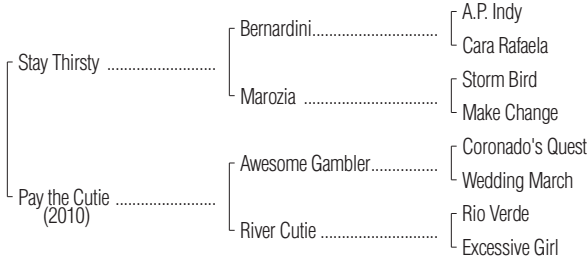 A.P. Indy
Bernardini..............................
Cara Rafaela
Stay Thirsty ..........................
Storm Bird
Marozia ................................
Make Change
Coronado's Quest
Awesome Gambler................
Wedding March
Pay the Cutie ........................
(2010)
Rio Verde
River Cutie ............................
Excessive Girl